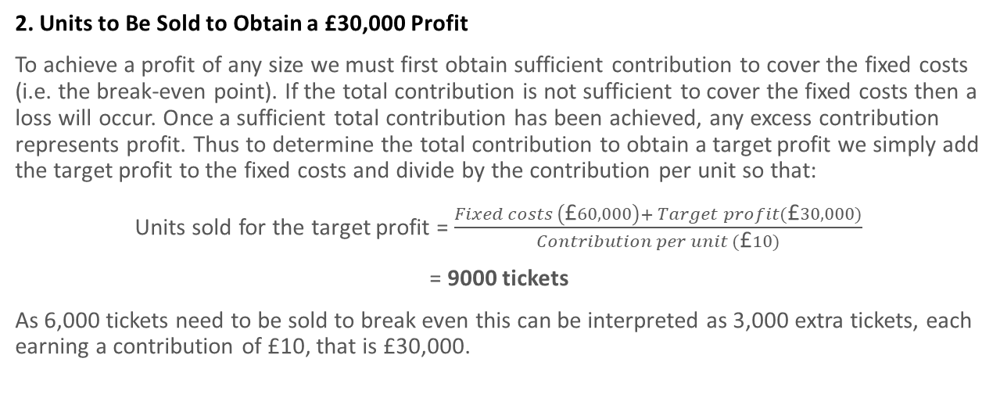 2. Units to Be Sold to Obtain a £30,000 Profit
To achieve a profit of any size we must first obtain sufficient contribution to cover the fixed costs
(i.e. the break-even point). If the total contribution is not sufficient to cover the fixed costs then a
loss will occur. Once a sufficient total contribution has been achieved, any excess contribution
represents profit. Thus to determine the total contribution to obtain a target profit we simply add
the target profit to the fixed costs and divide by the contribution per unit so that:
Units sold for the target profit =
Fixed costs (£60,000)+ Target profit(£30,000)
Contribution per unit (£10)
= 9000 tickets
As 6,000 tickets need to be sold to break even this can be interpreted as 3,000 extra tickets, each
earning a contribution of £10, that is £30,000.